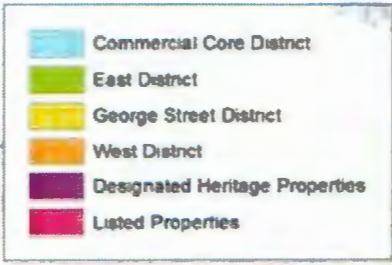 Commercial Core District
East District
George Street District
West District
Designated Heritage Properties
Listed Properties